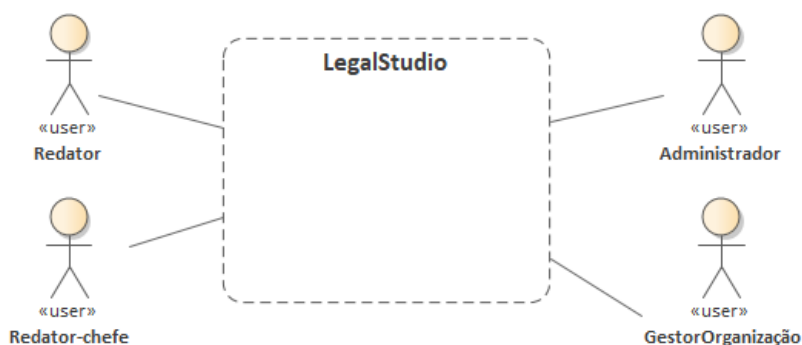 LegalStudio
«user»
Redator
«user»
Administrador
«user»
Redator-chefe
«user»
GestorOrganização